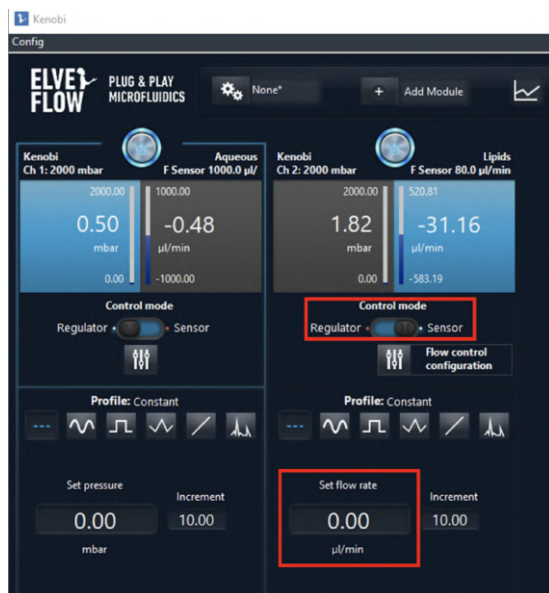 Kenobi
Config
ELVEFLOW PLUG & PLAY MICROFLUIDICS
None*
+ Add Module
Kenobi
Ch 1: 2000 mbar
Aqueous
F Sensor 1000.0 µl/
2000.00
0.50
mbar
0.00
1000.00
-0.48
µl/min
-1000.00
Control mode
Regulator Sensor
Profile: Constant
Set pressure
0.00
mbar
Increment
10.00
Kenobi
Ch 2: 2000 mbar
Lipids
F Sensor 80.0 µl/min
2000.00
1.82
mbar
0.00
520.81
-31.16
µl/min
-583.19
Control mode
Regulator Sensor
Flow control
configuration
Profile: Constant
Set flow rate
0.00
µl/min
Increment
10.00